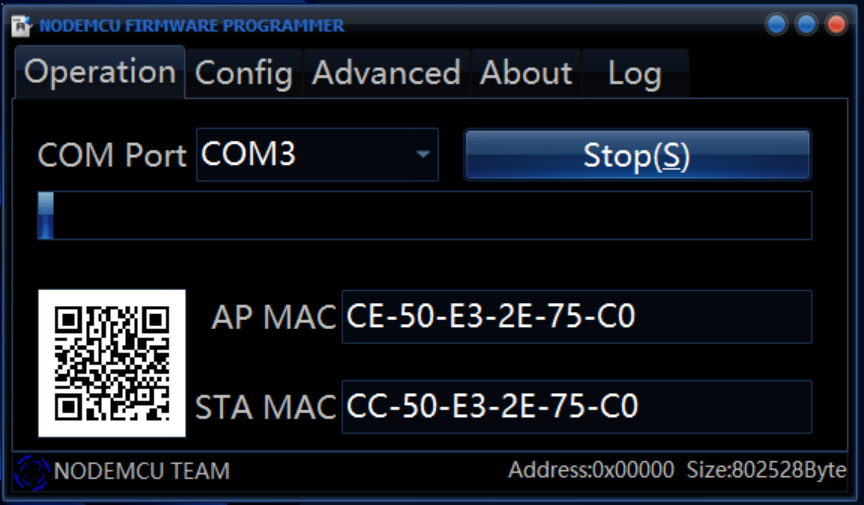 NODEMCU FIRMWARE PROGRAMMER
Operation Config Advanced About Log
COM Port COM3 Stop(S)
AP MAC CE-50-E3-2E-75-C0
STA MAC CC-50-E3-2E-75-C0
NODEMCU TEAM Address:0x00000 Size:802528Byte